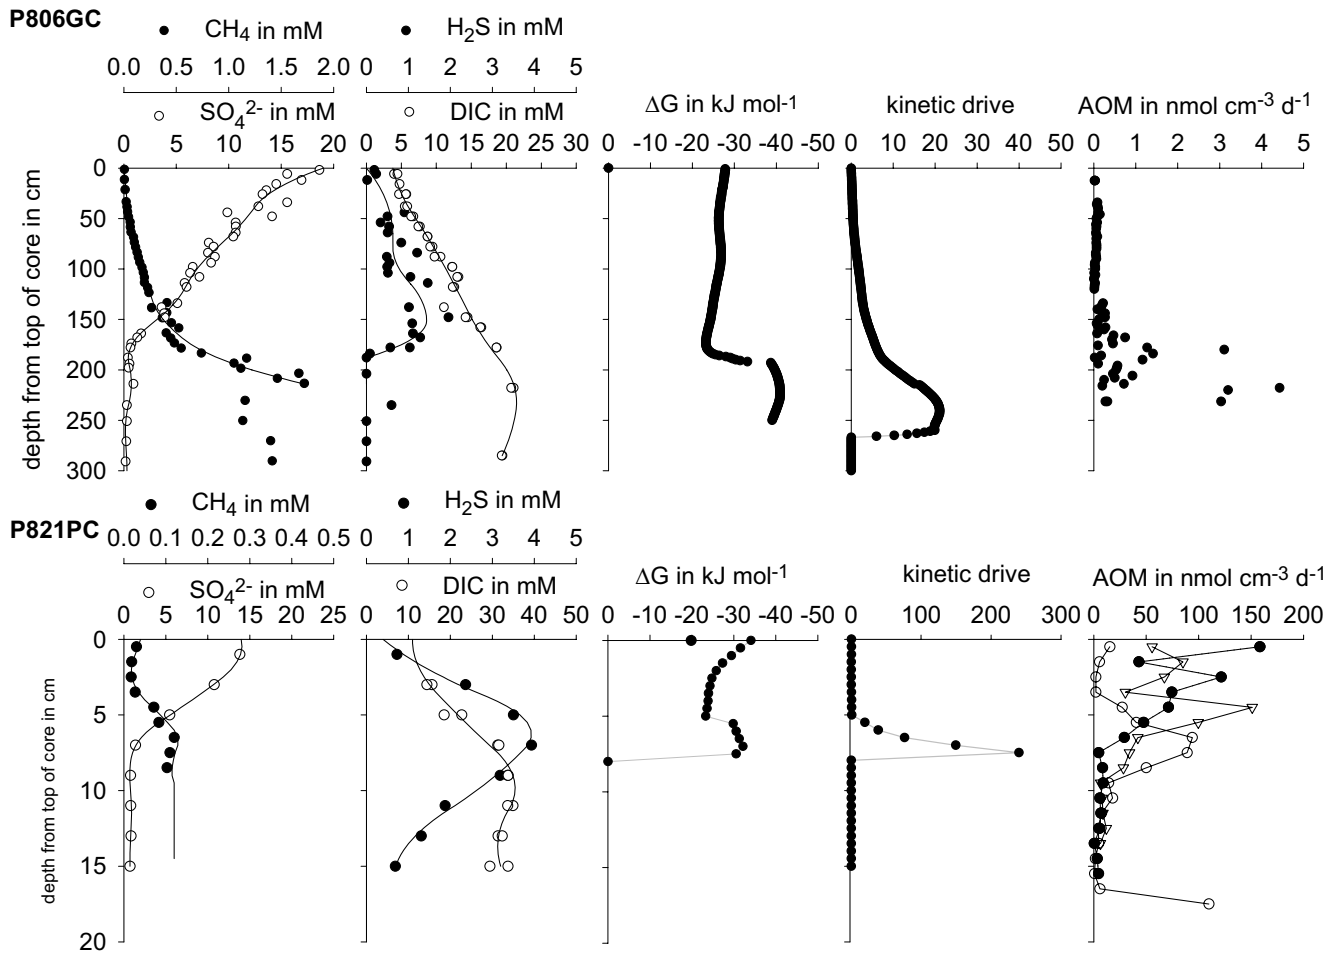 P806GC
CH4 in mM
H2S in mM
0.0 0.5 1.0 1.5 2.0
0 1 2 3 4 5
SO4 2- in mM
DIC in mM
ΔG in kJ mol-1
kinetic drive
AOM in nmol cm-3 d-1
0 5 10 15 20
0 5 10 15 20 25 30
0 -10 -20 -30 -40 -50
0 10 20 30 40 50
0 1 2 3 4 5
0
50
100
150
200
250
300
depth from top of core in cm
P821PC
CH4 in mM
H2S in mM
0.0 0.1 0.2 0.3 0.4 0.5
0 1 2 3 4 5
SO4 2- in mM
DIC in mM
ΔG in kJ mol-1
kinetic drive
AOM in nmol cm-3 d-1
0 5 10 15 20 25
0 10 20 30 40 50
0 -10 -20 -30 -40 -50
0 100 200 300
0 50 100 150 200
0
5
10
15
20
depth from top of core in cm